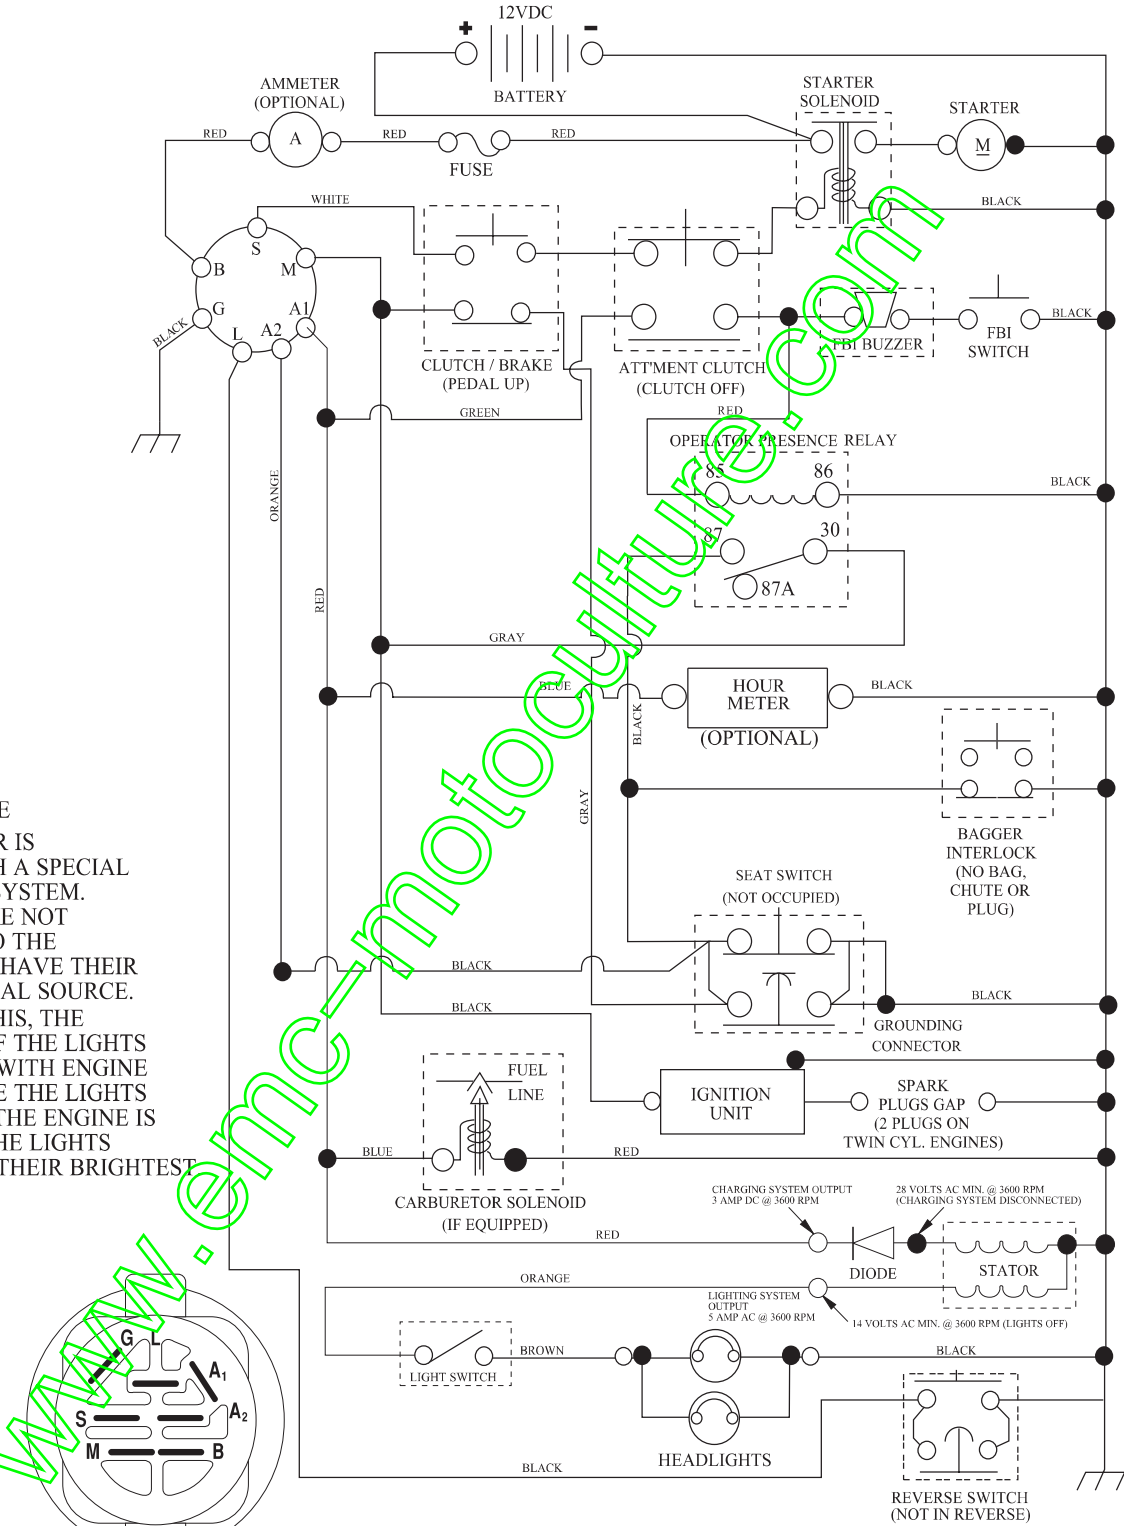 12VDC
+
-
BATTERY
AMMETER
(OPTIONAL)
A
RED
RED
RED
FUSE
STARTER
SOLENOID
STARTER
M
BLACK
WHITE
S
B
M
G
A1
L
A2
BLACK
CLUTCH / BRAKE
(PEDAL UP)
ATT'MENT CLUTCH
(CLUTCH OFF)
FBI BUZZER
FBI
SWITCH
BLACK
GREEN
RED
OPERATOR PRESENCE RELAY
85
86
BLACK
87
30
87A
ORANGE
RED
GRAY
BLUE
HOUR
METER
(OPTIONAL)
BLACK
BLACK
GRAY
BAGGER
INTERLOCK
(NO BAG,
CHUTE OR
PLUG)
E
R IS
H A SPECIAL
SYSTEM.
RE NOT
O THE
HAVE THEIR
AL SOURCE.
HIS, THE
F THE LIGHTS
WITH ENGINE
E THE LIGHTS
THE ENGINE IS
HE LIGHTS
THEIR BRIGHTEST
SEAT SWITCH
(NOT OCCUPIED)
BLACK
BLACK
BLACK
GROUNDING
CONNECTOR
FUEL
LINE
IGNITION
UNIT
SPARK
PLUGS GAP
(2 PLUGS ON
TWIN CYL. ENGINES)
BLUE
RED
CARBURETOR SOLENOID
(IF EQUIPPED)
CHARGING SYSTEM OUTPUT
3 AMP DC @ 3600 RPM
28 VOLTS AC MIN. @ 3600 RPM
(CHARGING SYSTEM DISCONNECTED)
RED
DIODE
STATOR
ORANGE
LIGHTING SYSTEM
OUTPUT
5 AMP AC @ 3600 RPM
14 VOLTS AC MIN. @ 3600 RPM (LIGHTS OFF)
BROWN
LIGHT SWITCH
BLACK
HEADLIGHTS
BLACK
REVERSE SWITCH
(NOT IN REVERSE)
G
L
A1
S
A2
M
B
www.emc-motoculture.com